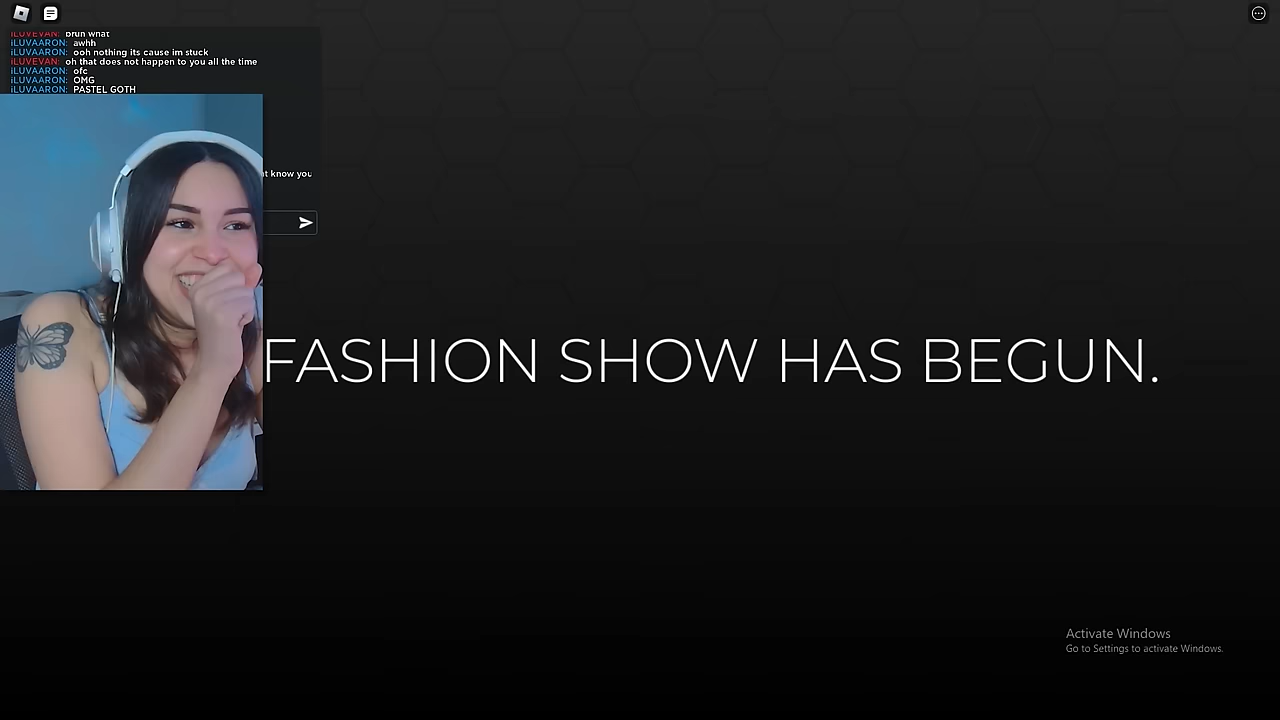 iLUVEVAN: bruh what
iLUVAARON: awhh
iLUVAARON: ooh nothing its cause im stuck
iLUVEVAN: oh that does not happen to you all the time
iLUVAARON: ofc
iLUVAARON: OMG
iLUVAARON: PASTEL GOTH
know you
FASHION SHOW HAS BEGUN.
Activate Windows
Go to Settings to activate Windows.